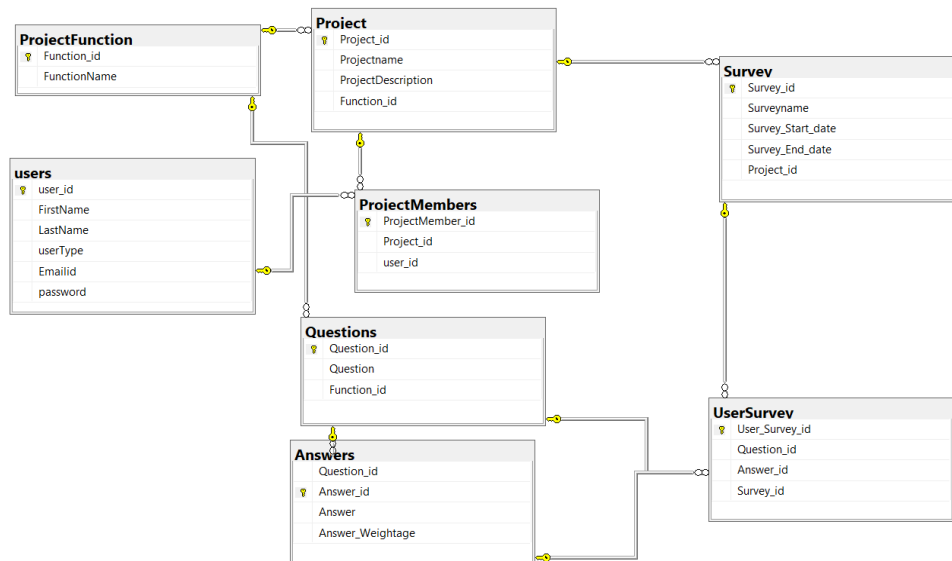 ProjectFunction
Function_id
FunctionName
Project
Project_id
Projectname
ProjectDescription
Function_id
Survey
Survey_id
Surveyname
Survey_Start_date
Survey_End_date
Project_id
users
user_id
FirstName
LastName
userType
Emailid
password
ProjectMembers
ProjectMember_id
Project_id
user_id
Questions
Question_id
Question
Function_id
Answers
Question_id
Answer_id
Answer
Answer_Weightage
UserSurvey
User_Survey_id
Question_id
Answer_id
Survey_id